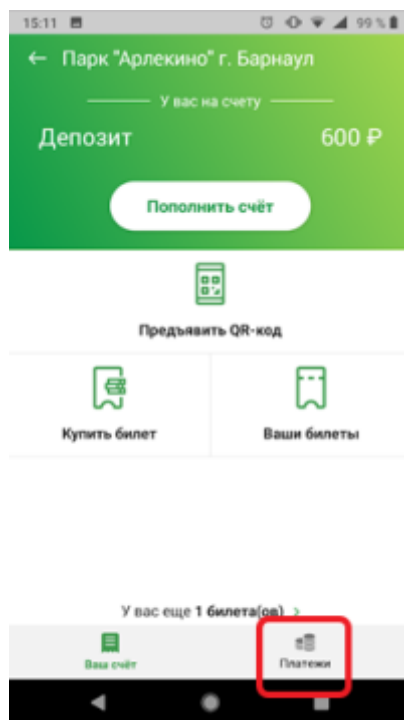 15:11 99 %
← Парк "Арлекино" г. Барнаул
У вас на счету
Депозит 600 ₽
Пополнить счёт
Предъявить QR-код
Купить билет Ваши билеты
У вас еще 1 билета(ов) >
Ваш счёт Платежи